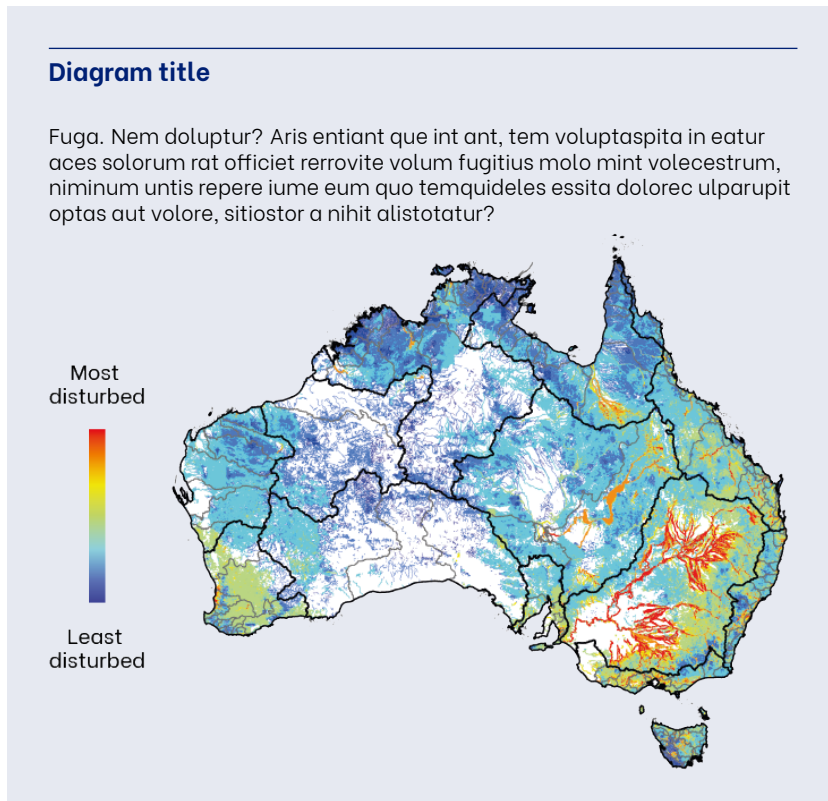 Diagram title
Fuga. Nem doluptur? Aris entiant que int ant, tem voluptaspita in eatur
aces solorum rat officiet rerrovite volum fugitius molo mint volecestrum,
niminum untis repere iume eum quo temquideles essita dolorec ulparupit
optas aut volore, sitiostor a nihit alistotatur?
Most
disturbed
Least
disturbed